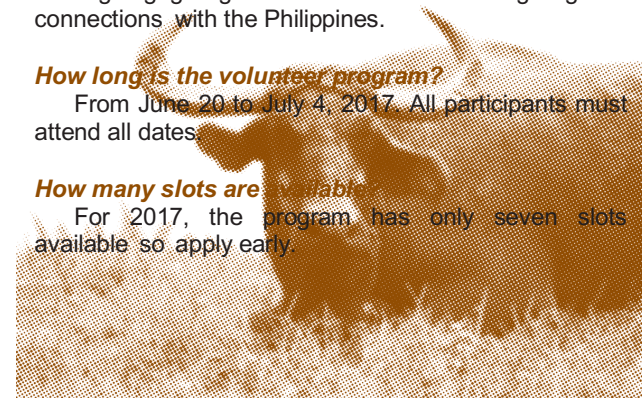 connections with the Philippines.
How long is the volunteer program?
From June 20 to July 4, 2017. All participants must
attend all dates.
How many slots are available?
For 2017, the program has only seven slots
available so apply early.